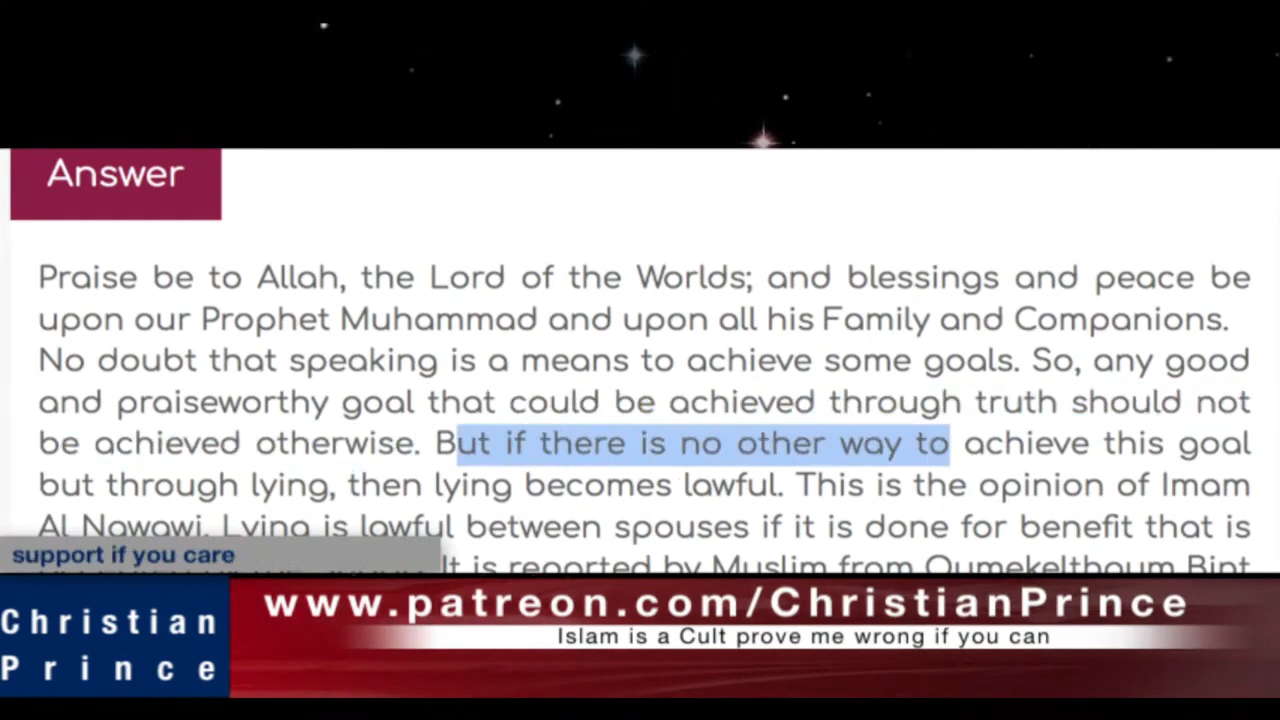 Answer
Praise be to Allah, the Lord of the Worlds; and blessings and peace be
upon our Prophet Muhammad and upon all his Family and Companions.
No doubt that speaking is a means to achieve some goals. So, any good
and praiseworthy goal that could be achieved through truth should not
be achieved otherwise. But if there is no other way to achieve this goal
but through lying, then lying becomes lawful. This is the opinion of Imam
Al Nawawi. Lying is lawful between spouses if it is done for benefit that is
It is reported by Muslim from Oumekelthoum Bint
support if you care
Christian
Prince
www.patreon.com/ChristianPrince
Islam is a Cult prove me wrong if you can